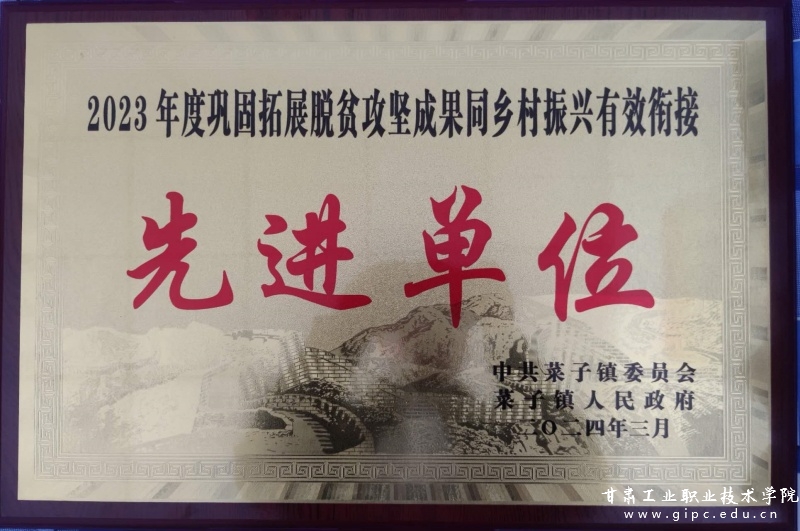 2023年度巩固拓展脱贫攻坚成果同乡村振兴有效衔接
先进单位
中共菜子镇委员会
菜子镇人民政府
二〇二四年三月
甘肃工业职业技术学院
www.gipc.edu.cn